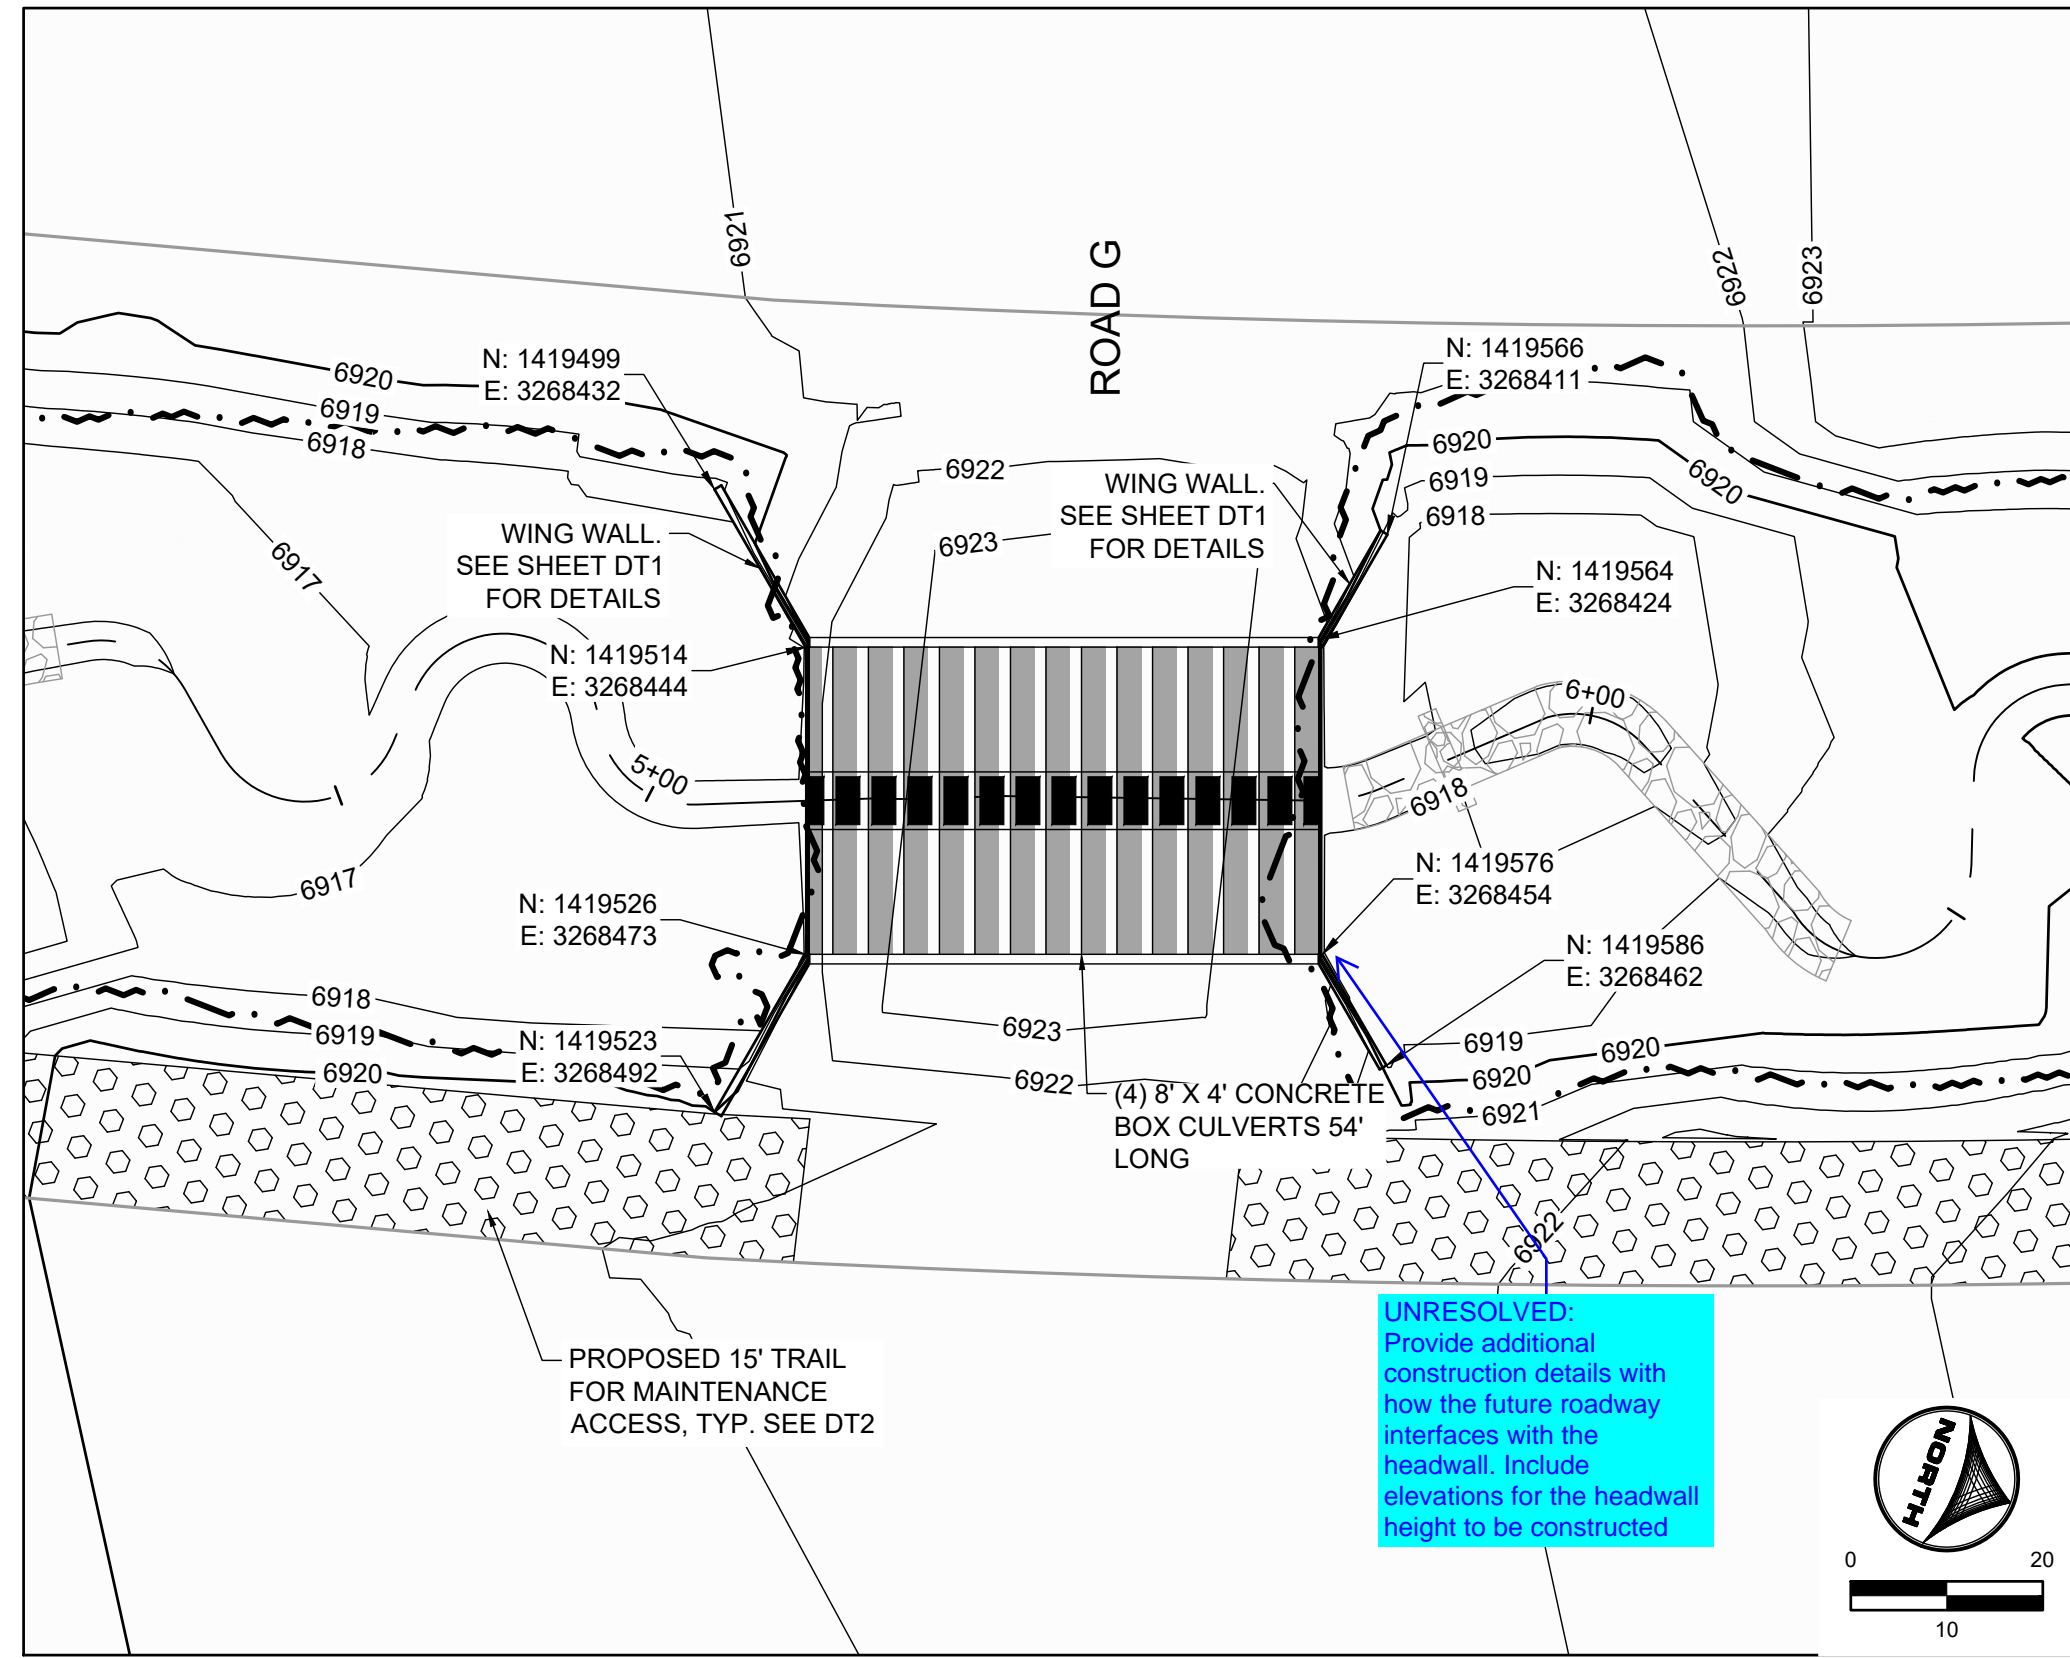 6921
ROAD G
6922
6923
N: 1419499
E: 3268432
N: 1419566
E: 3268411
6920
6919
6918
6920
6919
6918
6920
6922
6923
WING WALL.
SEE SHEET DT1
FOR DETAILS
WING WALL.
SEE SHEET DT1
FOR DETAILS
6917
N: 1419564
E: 3268424
N: 1419514
E: 3268444
5+00
6+00
6918
N: 1419576
E: 3268454
6917
N: 1419526
E: 3268473
N: 1419586
E: 3268462
6918
6919
6920
N: 1419523
E: 3268492
6923
6922
6919
6920
6920
6921
(4) 8' X 4' CONCRETE
BOX CULVERTS 54'
LONG
6922
PROPOSED 15' TRAIL
FOR MAINTENANCE
ACCESS, TYP. SEE DT2
UNRESOLVED:
Provide additional
construction details with
how the future roadway
interfaces with the
headwall. Include
elevations for the headwall
height to be constructed
NORTH
0 20
10